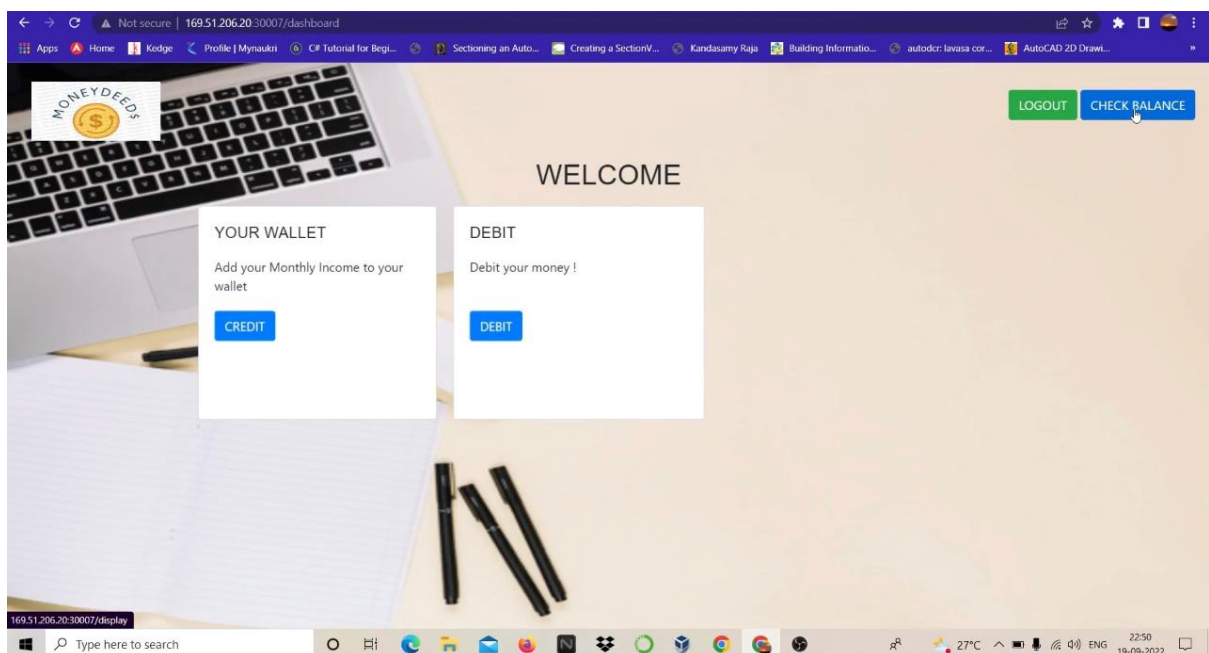 Not secure | 169.51.206.20:30007/dashboard
Apps Home Kedge Profile | Mynaukri C# Tutorial for Begi... Sectioning an Auto... Creating a SectionV... Kandasamy Raja Building Informatio... autodcr: lavasa cor... AutoCAD 2D Drawi... »
MONEYDEEDS
$
LOGOUT CHECK BALANCE
WELCOME
YOUR WALLET
Add your Monthly Income to your
wallet
CREDIT
DEBIT
Debit your money !
DEBIT
169.51.206.20:30007/display
Type here to search
27°C ENG 22:50
19-09-2022